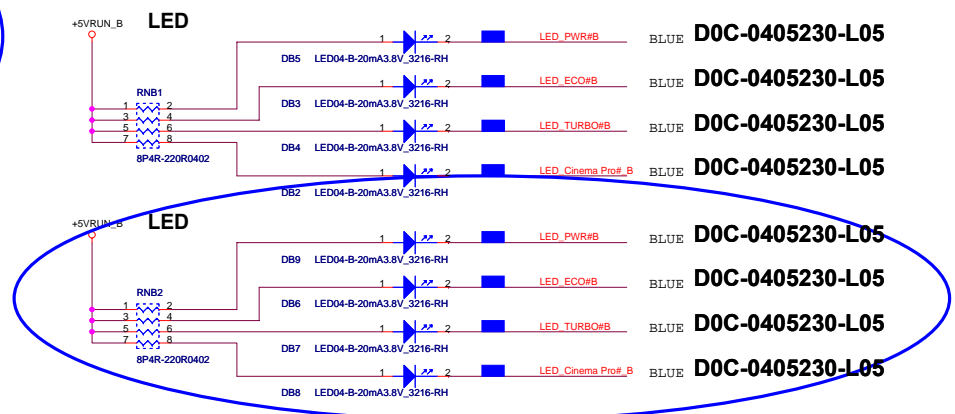 +5VRUN_B LED
1 2 LED_PWR#B BLUE D0C-0405230-L05
DB5 LED04-B-20mA3.8V_3216-RH
1 2 LED_ECO#B BLUE D0C-0405230-L05
RNB1 DB3 LED04-B-20mA3.8V_3216-RH
1 2
3 4
5 6
7 8
1 2 LED_TURBO#B BLUE D0C-0405230-L05
DB4 LED04-B-20mA3.8V_3216-RH
8P4R-220R0402
1 2 LED_Cinema Pro#_B BLUE D0C-0405230-L05
DB2 LED04-B-20mA3.8V_3216-RH
+5VRUN_B LED
1 2 LED_PWR#B BLUE D0C-0405230-L05
DB9 LED04-B-20mA3.8V_3216-RH
1 2 LED_ECO#B BLUE D0C-0405230-L05
RNB2 DB6 LED04-B-20mA3.8V_3216-RH
1 2
3 4
5 6
7 8
1 2 LED_TURBO#B BLUE D0C-0405230-L05
DB7 LED04-B-20mA3.8V_3216-RH
8P4R-220R0402
1 2 LED_Cinema Pro#_B BLUE D0C-0405230-L05
DB8 LED04-B-20mA3.8V_3216-RH